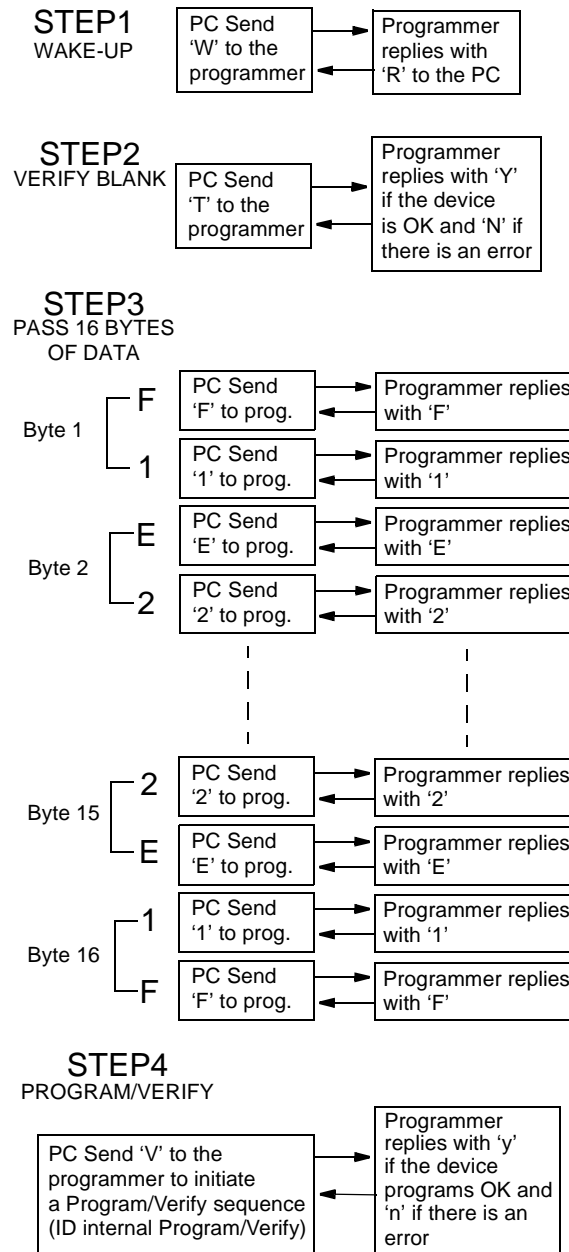 STEP1
WAKE-UP
PC Send
‘W’ to the
programmer
Programmer
replies with
‘R’ to the PC
STEP2
VERIFY BLANK
PC Send
‘T’ to the
programmer
Programmer
replies with ‘Y’
if the device
is OK and ‘N’ if
there is an error
STEP3
PASS 16 BYTES
OF DATA
Byte 1
F
PC Send
‘F’ to prog.
Programmer replies
with ‘F’
1
PC Send
‘1’ to prog.
Programmer replies
with ‘1’
Byte 2
E
PC Send
‘E’ to prog.
Programmer replies
with ‘E’
2
PC Send
‘2’ to prog.
Programmer replies
with ‘2’
Byte 15
2
PC Send
‘2’ to prog.
Programmer replies
with ‘2’
E
PC Send
‘E’ to prog.
Programmer replies
with ‘E’
Byte 16
1
PC Send
‘1’ to prog.
Programmer replies
with ‘1’
F
PC Send
‘F’ to prog.
Programmer replies
with ‘F’
STEP4
PROGRAM/VERIFY
PC Send ‘V’ to the
programmer to initiate
a Program/Verify sequence
(ID internal Program/Verify)
Programmer
replies with ‘y’
if the device
programs OK and
‘n’ if there is an
error